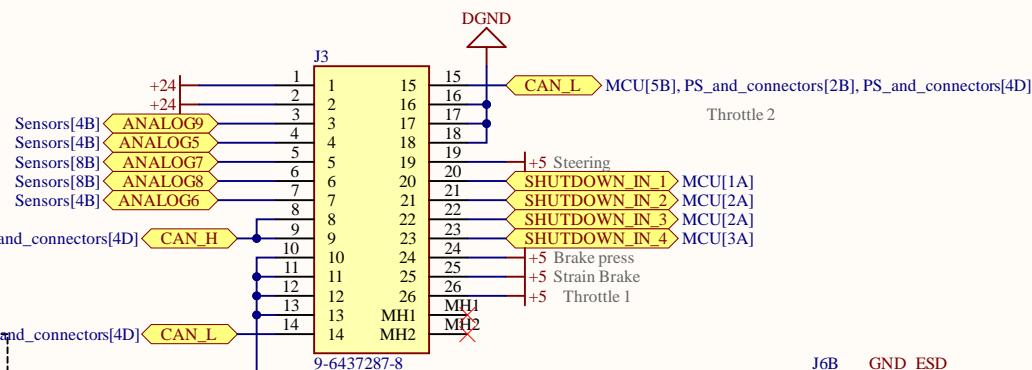 DGND
J3
+24 1 1 15 15 CAN_L MCU[5B], PS_and_connectors[2B], PS_and_connectors[4D]
+24 2 2 16 16
Sensors[4B] ANALOG9 3 3 17 17 Throttle 2
Sensors[4B] ANALOG5 4 4 18 18
Sensors[8B] ANALOG7 5 5 19 19 +5 Steering
Sensors[8B] ANALOG8 6 6 20 20 SHUTDOWN_IN_1 MCU[1A]
Sensors[4B] ANALOG6 7 7 21 21 SHUTDOWN_IN_2 MCU[2A]
8 8 22 22 SHUTDOWN_IN_3 MCU[2A]
and_connectors[4D] CAN_H 9 9 23 23 SHUTDOWN_IN_4 MCU[3A]
10 10 24 24 +5 Brake press
11 11 25 25 +5 Strain Brake
12 12 26 26 +5 Throttle 1
13 13 MH1 MH1
and_connectors[4D] CAN_L 14 14 MH2 MH2
9-6437287-8
J6B GND_ESD